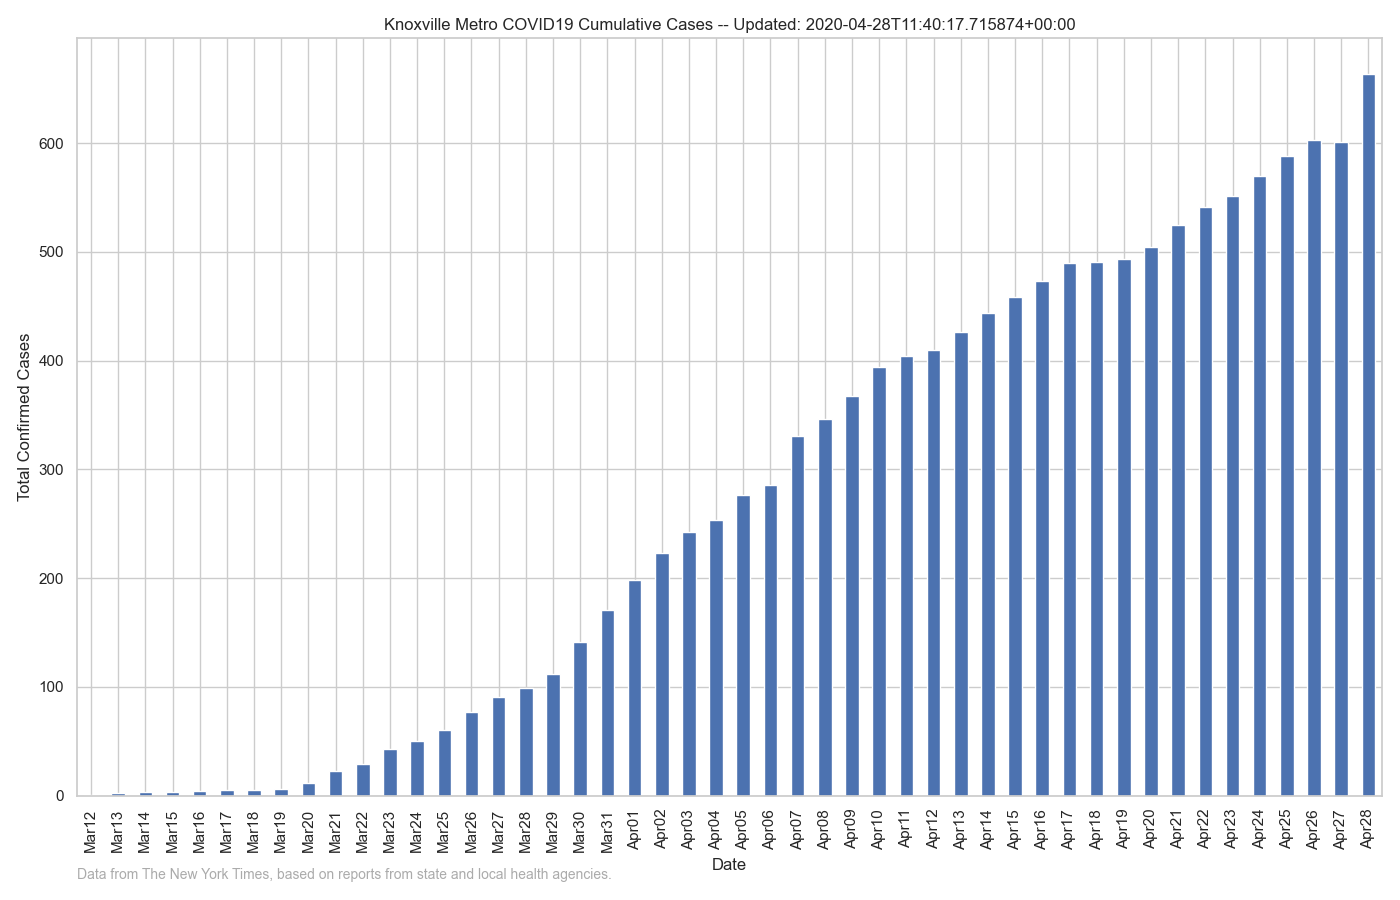 Knoxville Metro COVID19 Cumulative Cases -- Updated: 2020-04-28T11:40:17.715874+00:00
Total Confirmed Cases
600
500
400
300
200
100
0
Mar12
Mar13
Mar14
Mar15
Mar16
Mar17
Mar18
Mar19
Mar20
Mar21
Mar22
Mar23
Mar24
Mar25
Mar26
Mar27
Mar28
Mar29
Mar30
Mar31
Apr01
Apr02
Apr03
Apr04
Apr05
Apr06
Apr07
Apr08
Apr09
Apr10
Apr11
Apr12
Apr13
Apr14
Apr15
Apr16
Apr17
Apr18
Apr19
Apr20
Apr21
Apr22
Apr23
Apr24
Apr25
Apr26
Apr27
Apr28
Date
Data from The New York Times, based on reports from state and local health agencies.